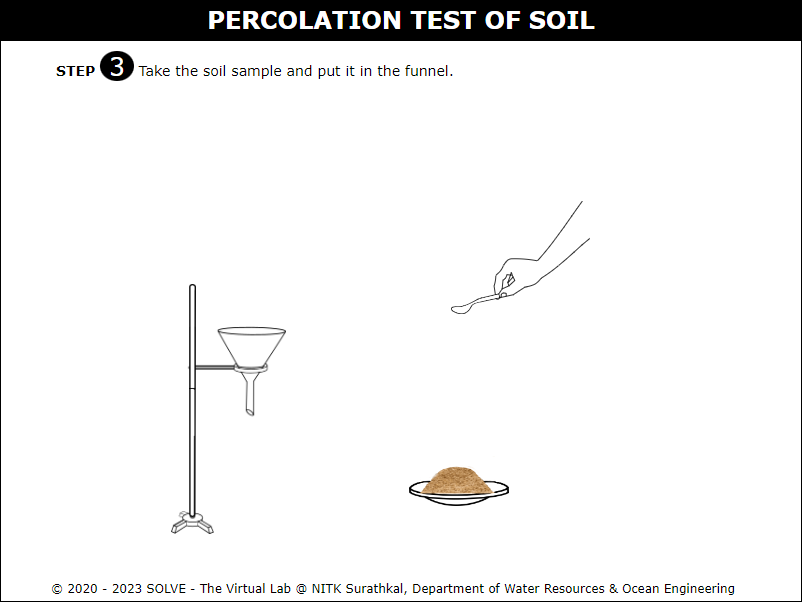 PERCOLATION TEST OF SOIL
STEP 3 Take the soil sample and put it in the funnel.
© 2020 - 2023 SOLVE - The Virtual Lab @ NITK Surathkal, Department of Water Resources & Ocean Engineering